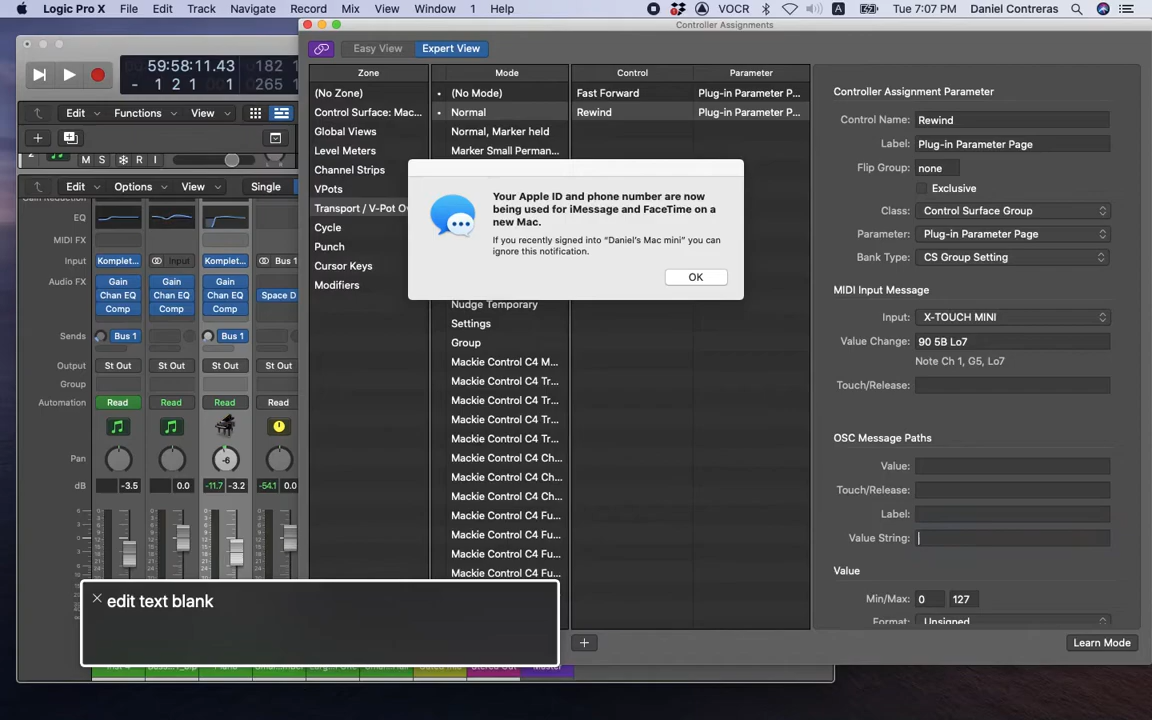 Logic Pro X File Edit Track Navigate Record Mix View Window 1 Help VOCR A Tue 7:07 PM Daniel Contreras
Controller Assignments
Easy View Expert View
59:58:11.43
1 2 1 1
182
265
Edit Functions View
M S R I
Edit Options View Single
EQ
MIDI FX
Input Komplet... Input Komplet... Bus 1
Audio FX Gain Gain Gain
Chan EQ Chan EQ Chan EQ Space D
Comp Comp Comp
Sends Bus 1 Bus 1
Output St Out St Out St Out St Out
Group
Automation Read Read Read Read
Pan -6
dB -3.5 0.0 -11.7 -3.2 -54.1 0.0
Zone
(No Zone)
Control Surface: Mac...
Global Views
Level Meters
Channel Strips
VPots
Transport / V-Pot Ov
Cycle
Punch
Cursor Keys
Modifiers
Mode
• (No Mode)
• Normal
Normal, Marker held
Marker Small Perman...
Nudge Temporary
Settings
Group
Mackie Control C4 M...
Mackie Control C4 Tr...
Mackie Control C4 Tr...
Mackie Control C4 Tr...
Mackie Control C4 Tr...
Mackie Control C4 Ch...
Mackie Control C4 Ch...
Mackie Control C4 Ch...
Mackie Control C4 Fu...
Mackie Control C4 Fu...
Mackie Control C4 Fu...
Mackie Control C4 Fu...
Control Parameter
Fast Forward Plug-in Parameter P...
Rewind Plug-in Parameter P...
Your Apple ID and phone number are now
being used for iMessage and FaceTime on a
new Mac.
If you recently signed into “Daniel’s Mac mini” you can
ignore this notification.
OK
Controller Assignment Parameter
Control Name: Rewind
Label: Plug-in Parameter Page
Flip Group: none
Exclusive
Class: Control Surface Group
Parameter: Plug-in Parameter Page
Bank Type: CS Group Setting
MIDI Input Message
Input: X-TOUCH MINI
Value Change: 90 5B Lo7
Note Ch 1, G5, Lo7
Touch/Release:
OSC Message Paths
Value:
Touch/Release:
Label:
Value String:
Value
Min/Max: 0 127
Format: Unsigned
Learn Mode
edit text blank